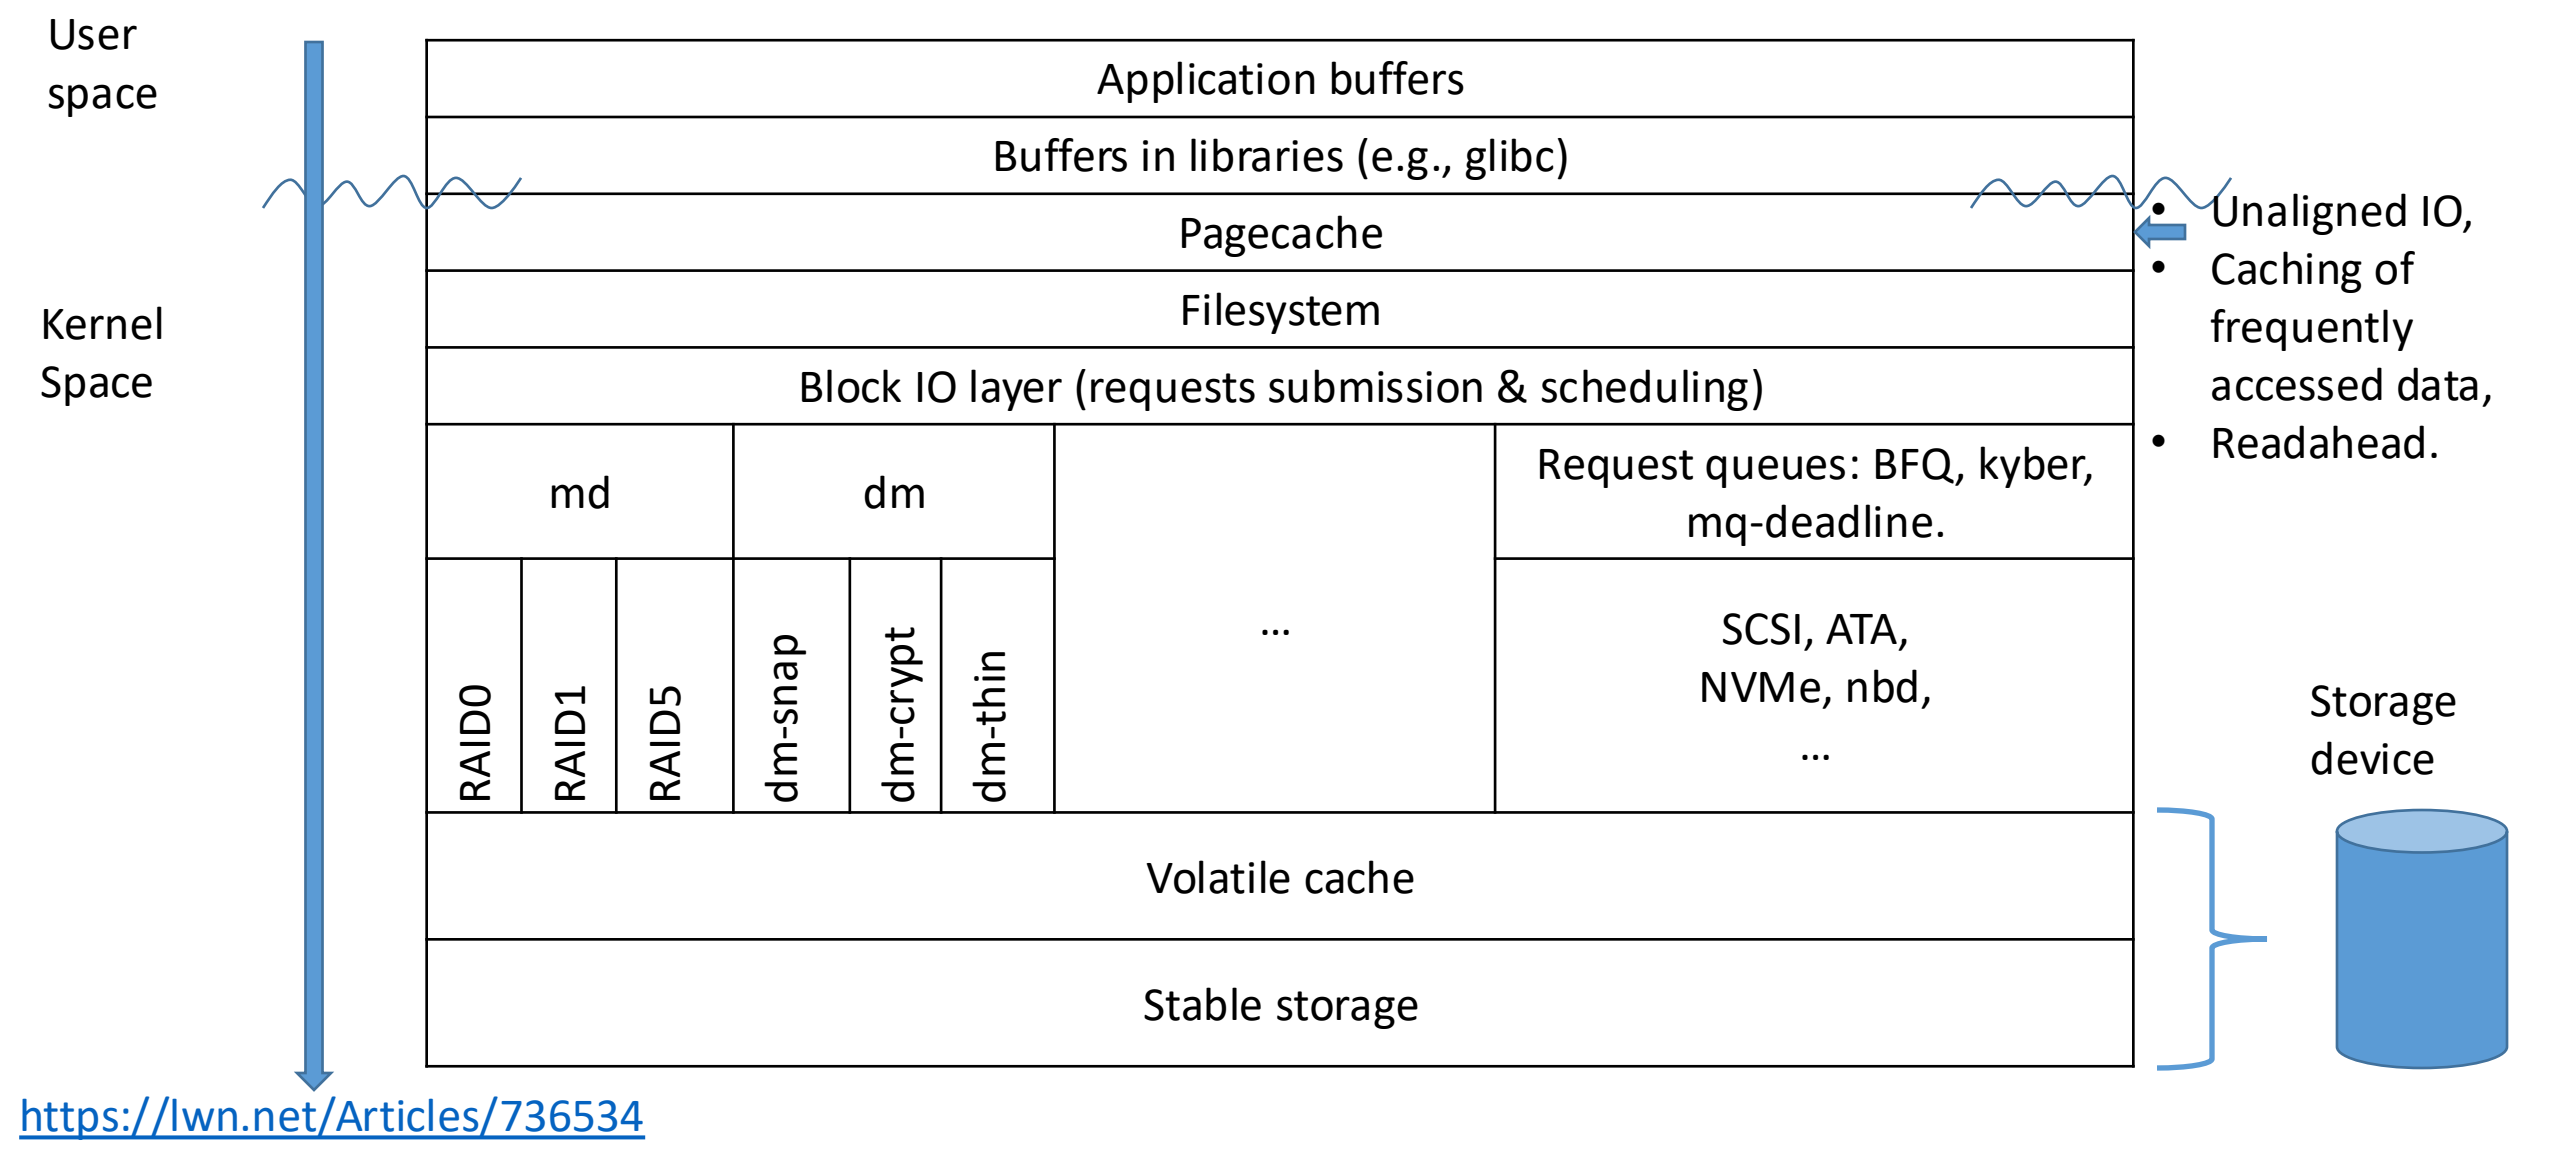 User
space
Application buffers
Buffers in libraries (e.g., glibc)
Pagecache
• Unaligned IO,
• Caching of
frequently
accessed data,
• Readahead.
Filesystem
Kernel
Space
Block IO layer (requests submission & scheduling)
md
dm
Request queues: BFQ, kyber,
mq-deadline.
RAID0
RAID1
RAID5
dm-snap
dm-crypt
dm-thin
...
SCSI, ATA,
NVMe, nbd,
...
Storage
device
Volatile cache
Stable storage
https://lwn.net/Articles/736534